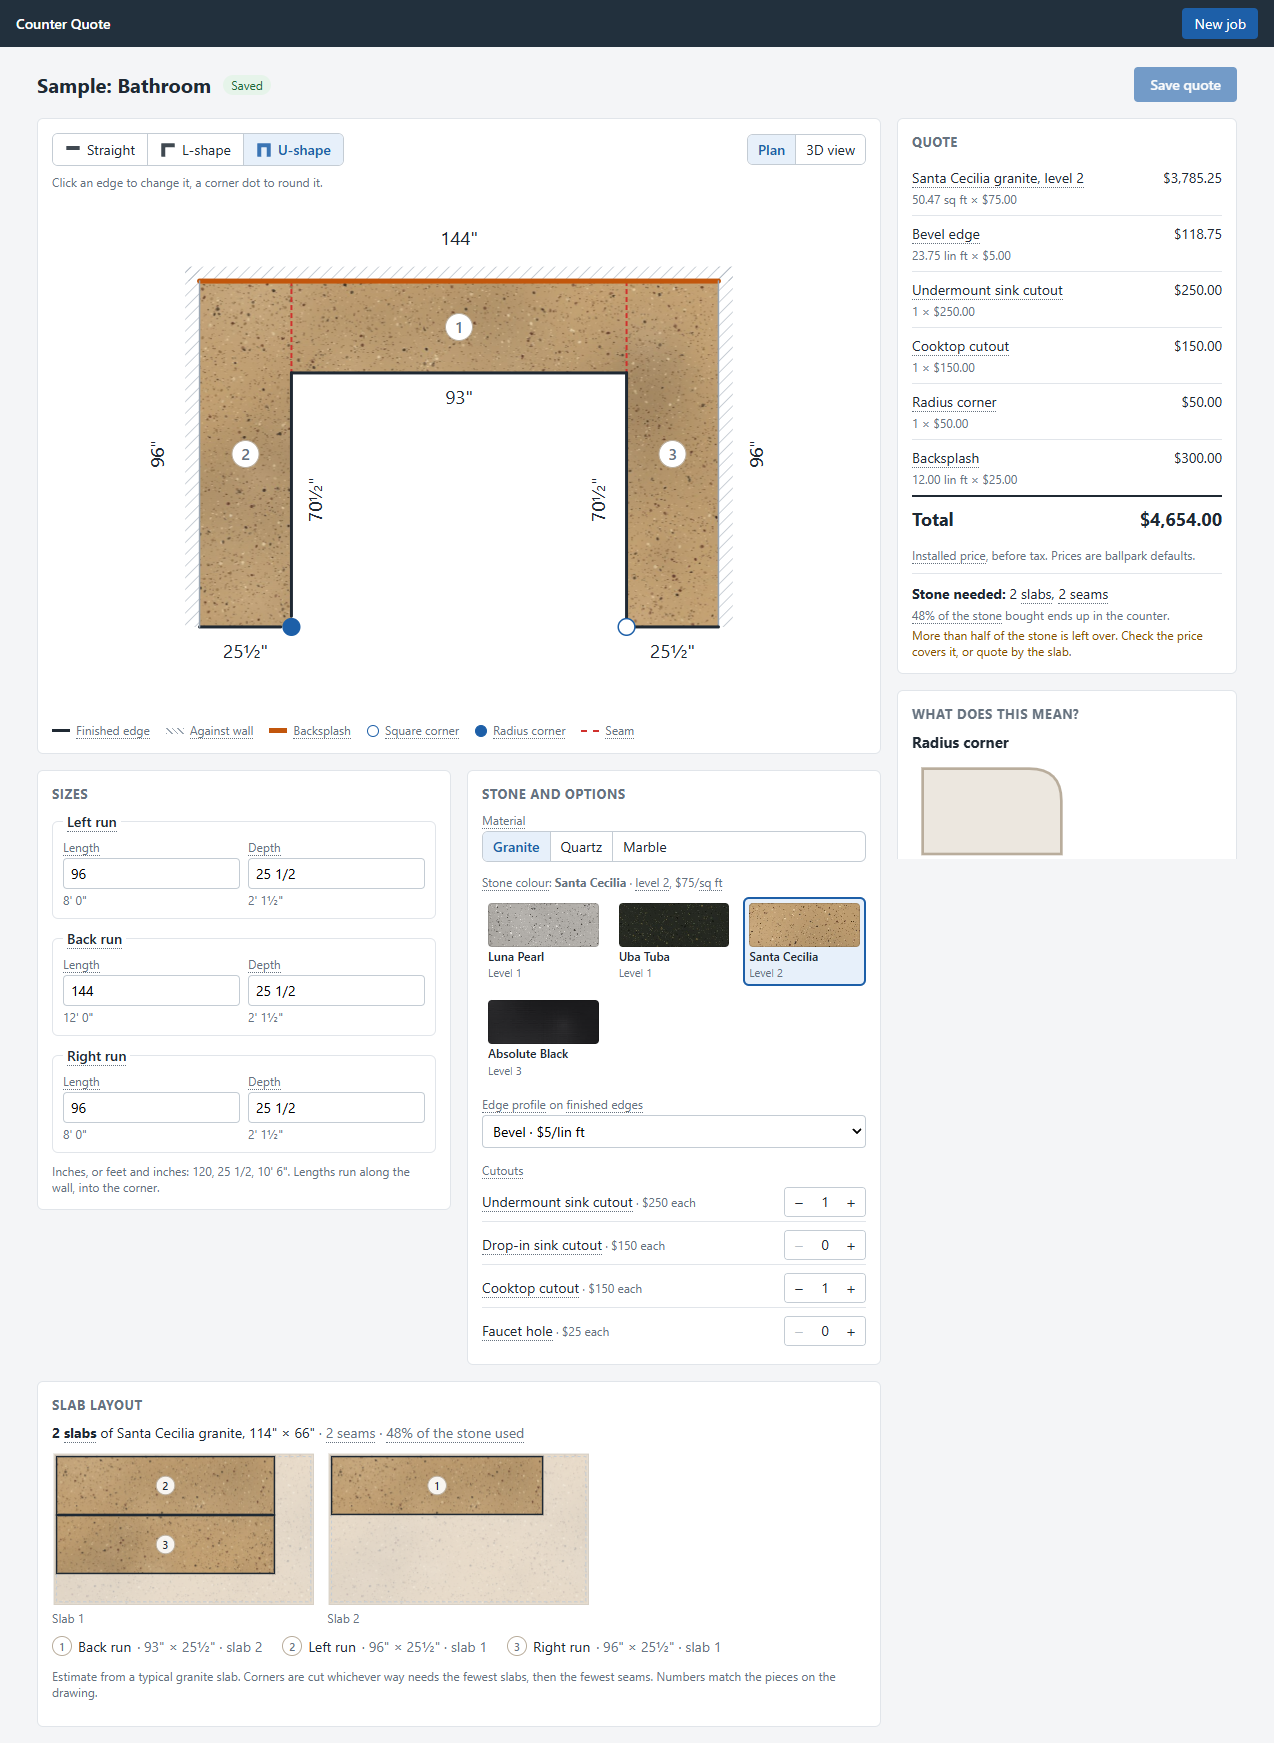 Counter Quote
New job
Sample: Bathroom
Saved
Save quote
Straight
L-shape
U-shape
Plan
3D view
Click an edge to change it, a corner dot to round it.
144"
1
93"
96"
2
70½"
70½"
3
96"
25½"
25½"
Finished edge
Against wall
Backsplash
Square corner
Radius corner
Seam
QUOTE
Santa Cecilia granite, level 2 $3,785.25
50.47 sq ft × $75.00
Bevel edge $118.75
23.75 lin ft × $5.00
Undermount sink cutout $250.00
1 × $250.00
Cooktop cutout $150.00
1 × $150.00
Radius corner $50.00
1 × $50.00
Backsplash $300.00
12.00 lin ft × $25.00
Total $4,654.00
Installed price, before tax. Prices are ballpark defaults.
Stone needed: 2 slabs, 2 seams
48% of the stone bought ends up in the counter.
More than half of the stone is left over. Check the price
covers it, or quote by the slab.
WHAT DOES THIS MEAN?
Radius corner
SIZES
Left run
Length Depth
96 25 1/2
8' 0" 2' 1½"
Back run
Length Depth
144 25 1/2
12' 0" 2' 1½"
Right run
Length Depth
96 25 1/2
8' 0" 2' 1½"
Inches, or feet and inches: 120, 25 1/2, 10' 6". Lengths run along the
wall, into the corner.
STONE AND OPTIONS
Material
Granite Quartz Marble
Stone colour: Santa Cecilia · level 2, $75/sq ft
Luna Pearl
Level 1
Uba Tuba
Level 1
Santa Cecilia
Level 2
Absolute Black
Level 3
Edge profile on finished edges
Bevel · $5/lin ft
Cutouts
Undermount sink cutout · $250 each − 1 +
Drop-in sink cutout · $150 each − 0 +
Cooktop cutout · $150 each − 1 +
Faucet hole · $25 each − 0 +
SLAB LAYOUT
2 slabs of Santa Cecilia granite, 114" × 66" · 2 seams · 48% of the stone used
2
3
1
Slab 1
Slab 2
1 Back run · 93" × 25½" · slab 2
2 Left run · 96" × 25½" · slab 1
3 Right run · 96" × 25½" · slab 1
Estimate from a typical granite slab. Corners are cut whichever way needs the fewest slabs, then the fewest seams. Numbers match the pieces on the
drawing.